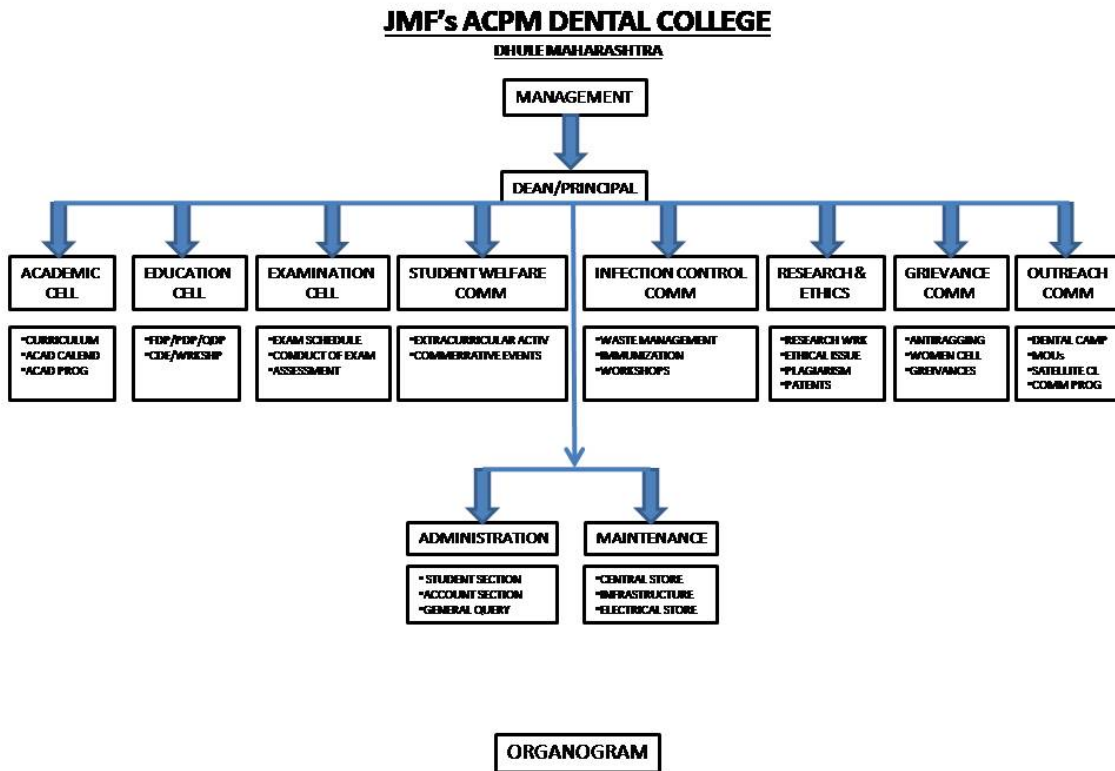 JMF's ACPM DENTAL COLLEGE
DHULE MAHARASHTRA
MANAGEMENT
DEAN/PRINCIPAL
ACADEMIC
CELL
▪CURRICULUM
▪ACAD CALEND
▪ACAD PROG
EDUCATION
CELL
▪FDP/PDP/QDP
▪CDE/WRKSHP
EXAMINATION
CELL
▪EXAM SCHEDULE
▪CONDUCT OF EXAM
▪ASSESSMENT
STUDENT WELFARE
COMM
▪EXTRACURRICULAR ACTIV
▪COMMERRATIVE EVENTS
INFECTION CONTROL
COMM
▪WASTE MANAGEMENT
▪IMMUNIZATION
▪WORKSHOPS
RESEARCH &
ETHICS
▪RESEARCH WRK
▪ETHICAL ISSUE
▪PLAGIARISM
▪PATENTS
GRIEVANCE
COMM
▪ANTIRAGGING
▪WOMEN CELL
▪GREIVANCES
OUTREACH
COMM
▪DENTAL CAMP
▪MOUs
▪SATELLITE CL
▪COMM PROG
ADMINISTRATION
▪ STUDENT SECTION
▪ACCOUNT SECTION
▪GENERAL QUERY
MAINTENANCE
▪CENTRAL STORE
▪INFRASTRUCTURE
▪ELECTRICAL STORE
ORGANOGRAM